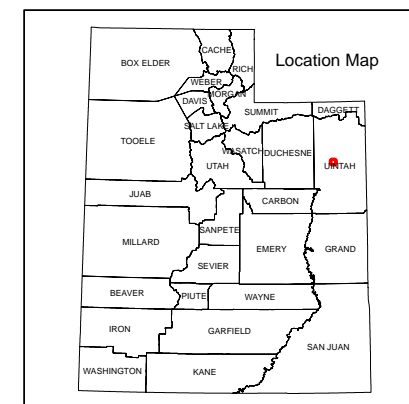 Location Map
BOX ELDER
CACHE
RICH
WEBER
MORGAN
DAVIS
SUMMIT
DAGGETT
SALT LAKE
TOOELE
WASATCH
DUCHESNE
UINTAH
UTAH
JUAB
CARBON
SANPETE
MILLARD
EMERY
GRAND
SEVIER
BEAVER
PIUTE
WAYNE
IRON
GARFIELD
SAN JUAN
WASHINGTON
KANE